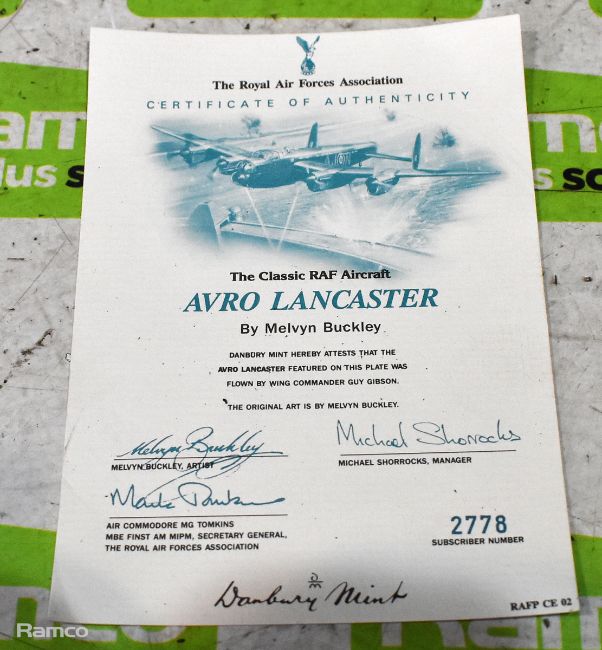 The Royal Air Forces Association
CERTIFICATE OF AUTHENTICITY
The Classic RAF Aircraft
AVRO LANCASTER
By Melvyn Buckley
DANBURY MINT HEREBY ATTESTS THAT THE
AVRO LANCASTER FEATURED ON THIS PLATE WAS
FLOWN BY WING COMMANDER GUY GIBSON.
THE ORIGINAL ART IS BY MELVYN BUCKLEY.
Melvyn Buckley
MELVYN BUCKLEY, ARTIST
Michael Shorrocks
MICHAEL SHORROCKS, MANAGER
Tomkins
AIR COMMODORE MG TOMKINS
MBE FINST AM MIPM, SECRETARY GENERAL,
THE ROYAL AIR FORCES ASSOCIATION
2778
SUBSCRIBER NUMBER
DM
Danbury Mint
RAFP CE 02
Ramco